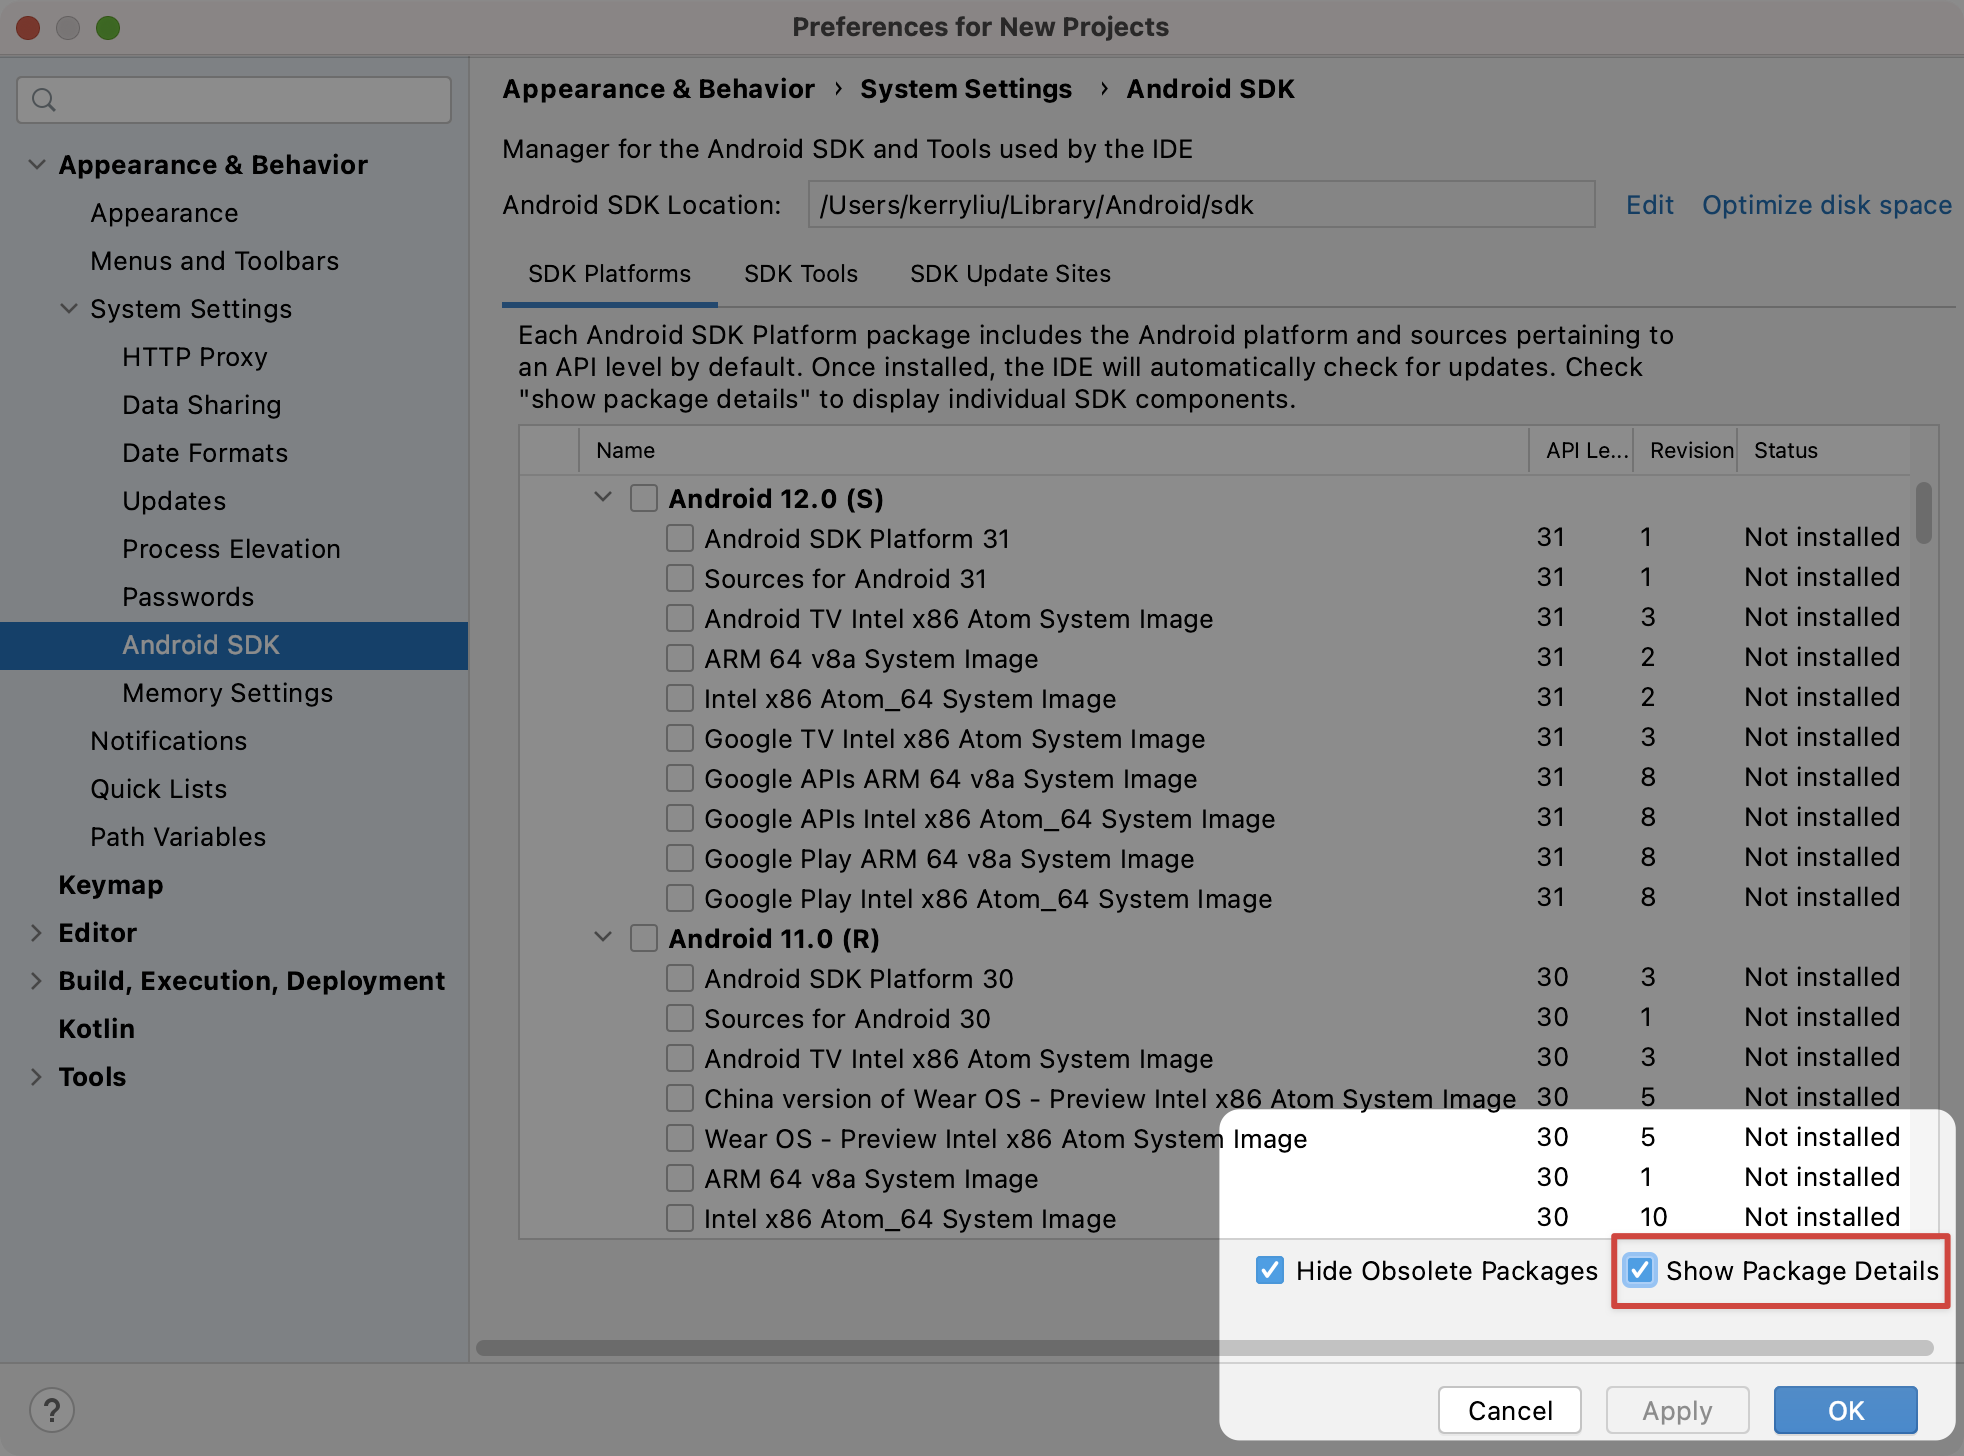 Preferences for New Projects
Appearance & Behavior
Appearance
Menus and Toolbars
System Settings
HTTP Proxy
Data Sharing
Date Formats
Updates
Process Elevation
Passwords
Android SDK
Memory Settings
Notifications
Quick Lists
Path Variables
Keymap
Editor
Build, Execution, Deployment
Kotlin
Tools
?
Appearance & Behavior › System Settings › Android SDK
Manager for the Android SDK and Tools used by the IDE
Android SDK Location: /Users/kerryliu/Library/Android/sdk Edit Optimize disk space
SDK Platforms SDK Tools SDK Update Sites
Each Android SDK Platform package includes the Android platform and sources pertaining to
an API level by default. Once installed, the IDE will automatically check for updates. Check
"show package details" to display individual SDK components.
Name API Le... Revision Status
Android 12.0 (S)
Android SDK Platform 31 31 1 Not installed
Sources for Android 31 31 1 Not installed
Android TV Intel x86 Atom System Image 31 3 Not installed
ARM 64 v8a System Image 31 2 Not installed
Intel x86 Atom_64 System Image 31 2 Not installed
Google TV Intel x86 Atom System Image 31 3 Not installed
Google APIs ARM 64 v8a System Image 31 8 Not installed
Google APIs Intel x86 Atom_64 System Image 31 8 Not installed
Google Play ARM 64 v8a System Image 31 8 Not installed
Google Play Intel x86 Atom_64 System Image 31 8 Not installed
Android 11.0 (R)
Android SDK Platform 30 30 3 Not installed
Sources for Android 30 30 1 Not installed
Android TV Intel x86 Atom System Image 30 3 Not installed
China version of Wear OS - Preview Intel x86 Atom System Image 30 5 Not installed
Wear OS - Preview Intel x86 Atom System Image 30 5 Not installed
ARM 64 v8a System Image 30 1 Not installed
Intel x86 Atom_64 System Image 30 10 Not installed
Hide Obsolete Packages Show Package Details
Cancel Apply OK